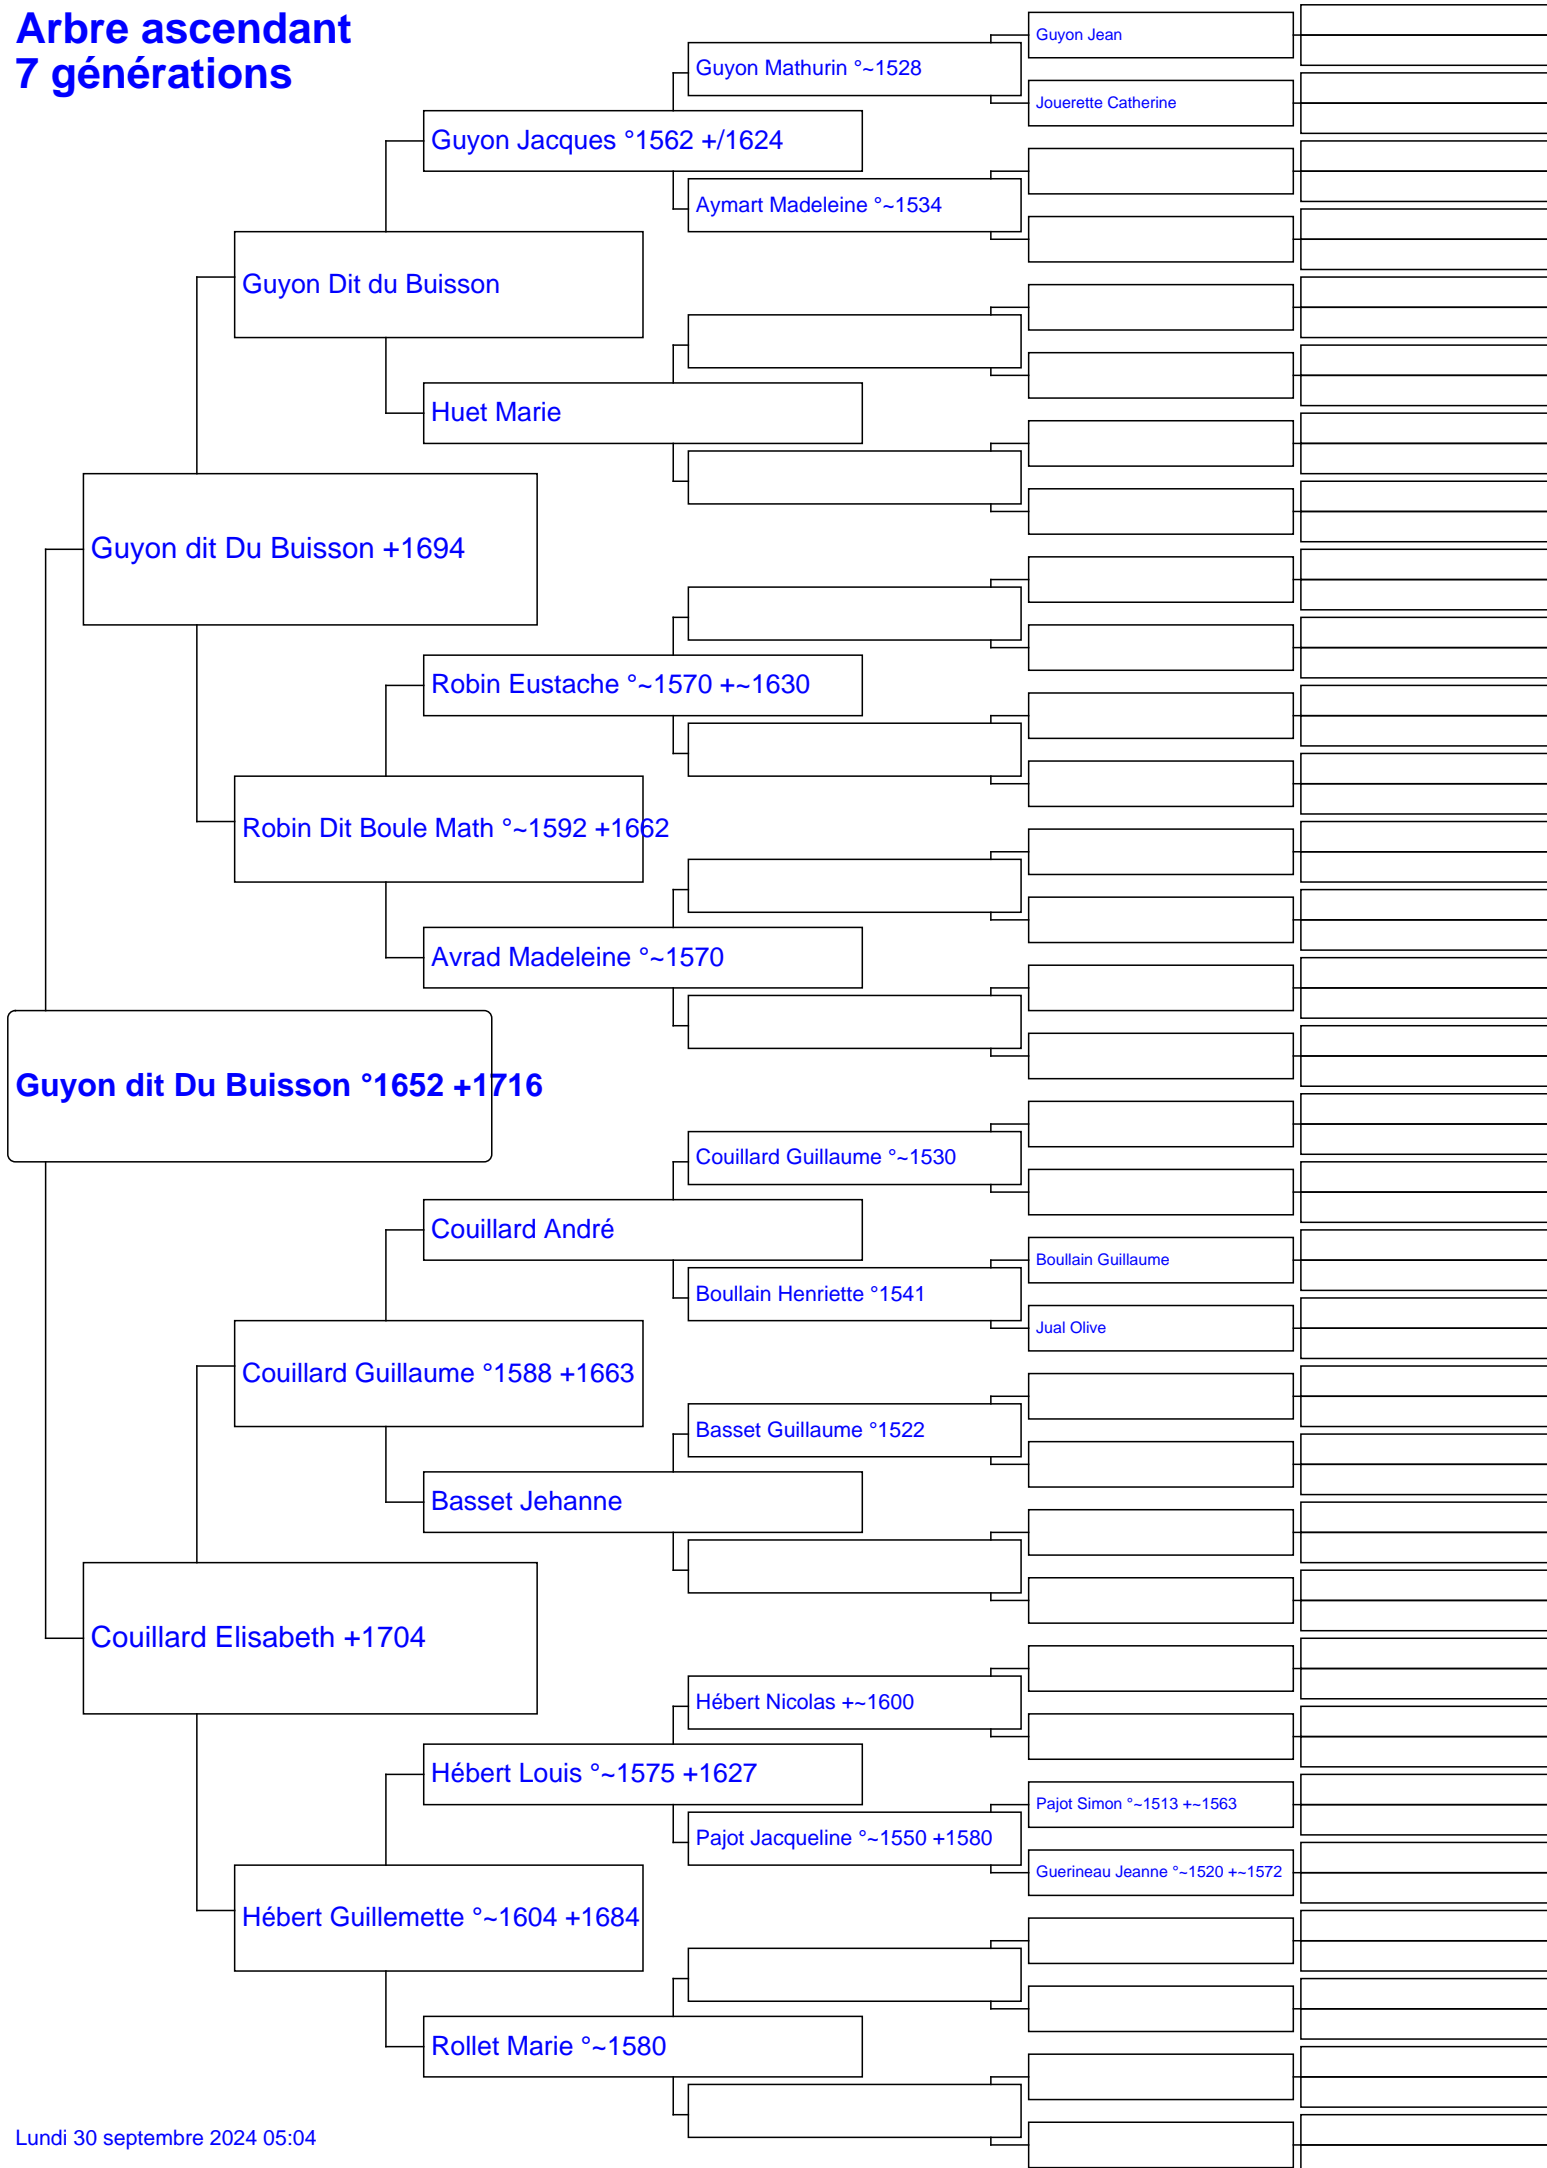 Arbre ascendant
7 générations
Guyon Jean
Guyon Mathurin °~1528
Jouerette Catherine
Guyon Jacques °1562 +/1624
Aymart Madeleine °~1534
Guyon Dit du Buisson
Huet Marie
Guyon dit Du Buisson +1694
Robin Eustache °~1570 +~1630
Robin Dit Boule Math °~1592 +1662
Avrad Madeleine °~1570
Guyon dit Du Buisson °1652 +1716
Couillard Guillaume °~1530
Couillard André
Boullain Guillaume
Boullain Henriette °1541
Jual Olive
Couillard Guillaume °1588 +1663
Basset Guillaume °1522
Basset Jehanne
Couillard Elisabeth +1704
Hébert Nicolas +~1600
Hébert Louis °~1575 +1627
Pajot Simon °~1513 +~1563
Pajot Jacqueline °~1550 +1580
Guerineau Jeanne °~1520 +~1572
Hébert Guillemette °~1604 +1684
Rollet Marie °~1580
Lundi 30 septembre 2024 05:04